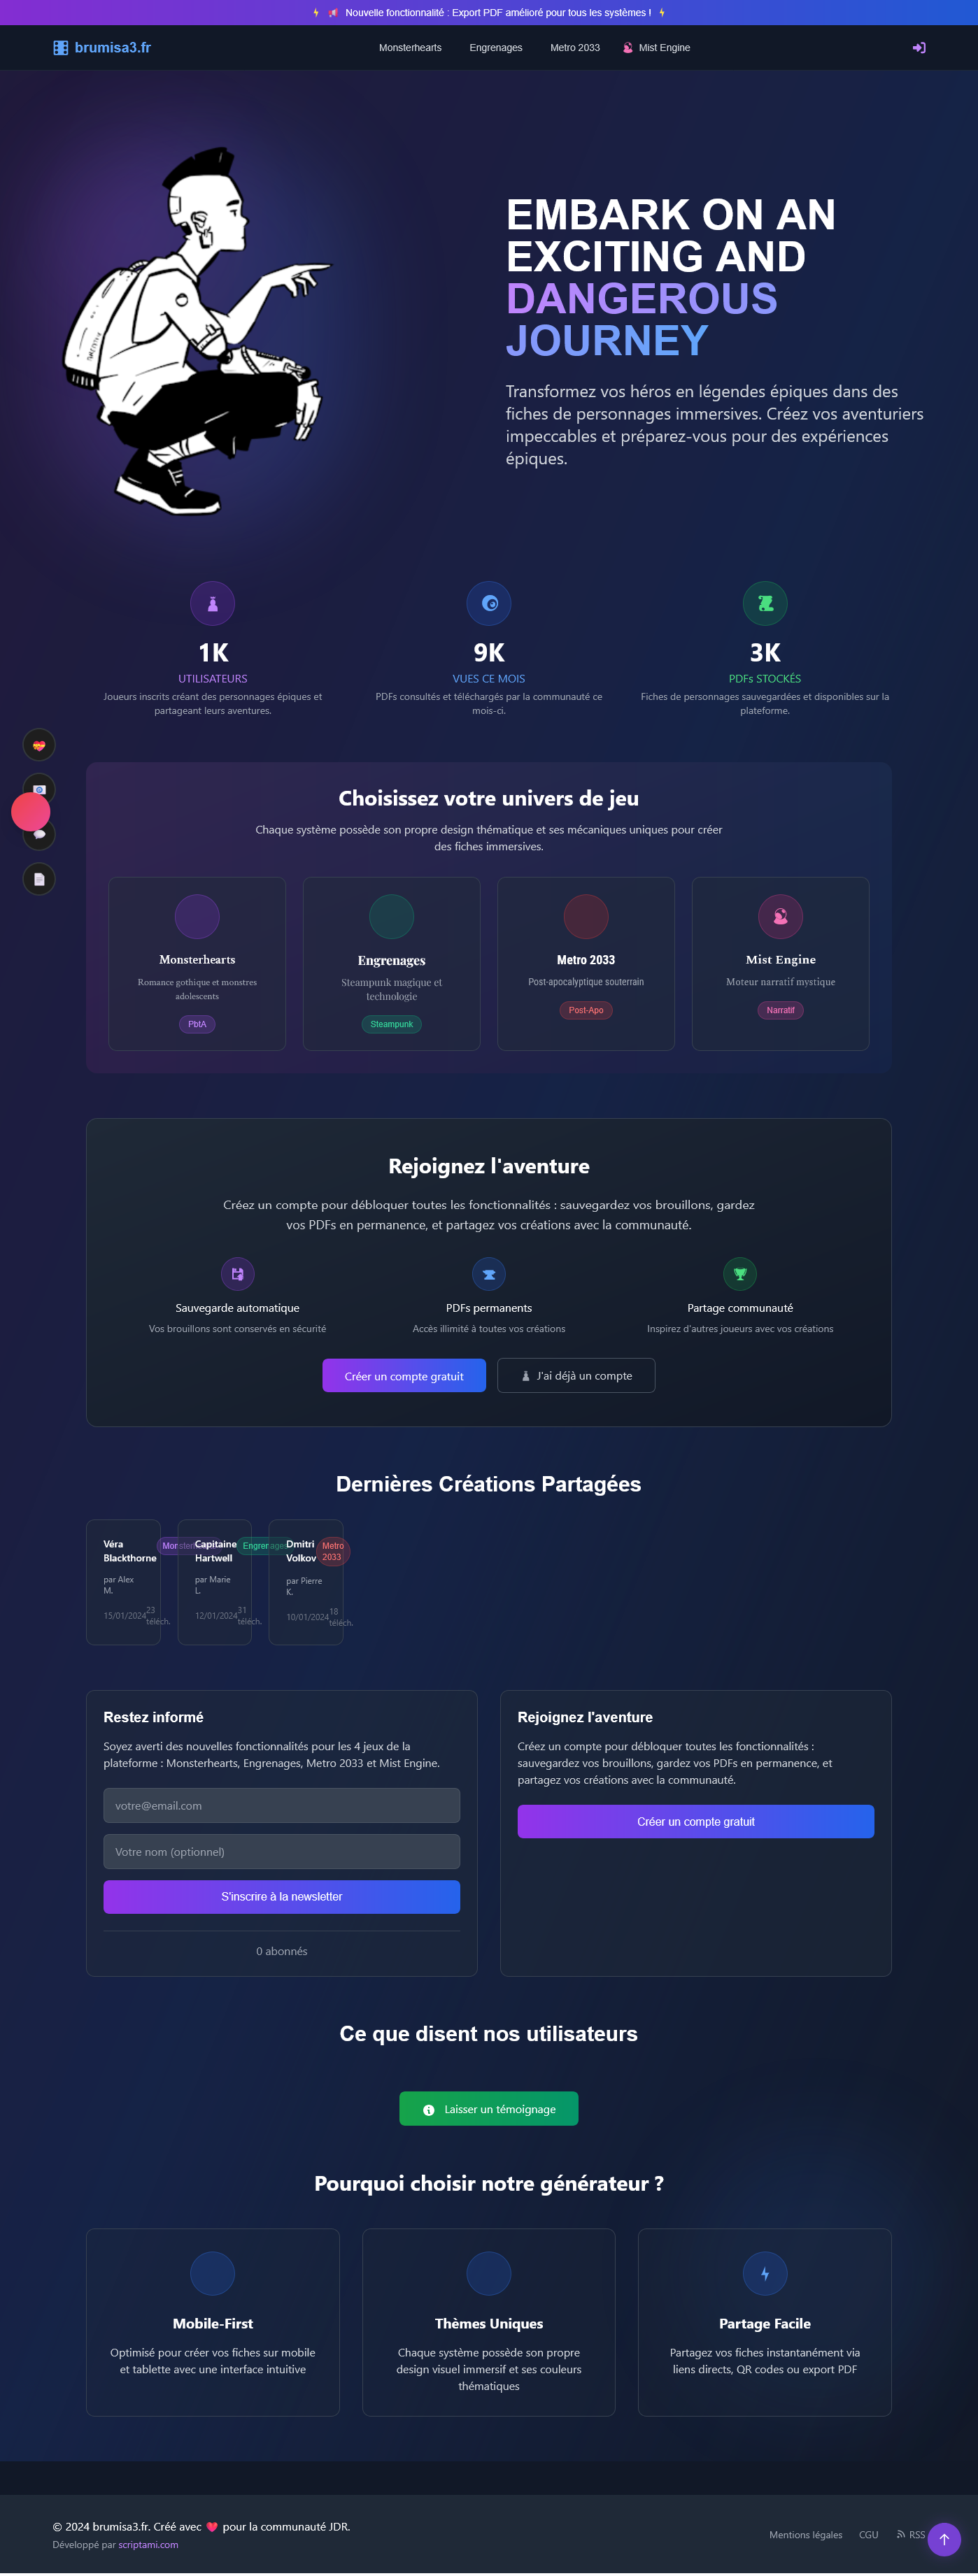 Nouvelle fonctionnalité : Export PDF amélioré pour tous les systèmes !
brumisa3.fr
Monsterhearts
Engrenages
Metro 2033
Mist Engine
EMBARK ON AN
EXCITING AND
DANGEROUS
JOURNEY
Transformez vos héros en légendes épiques dans des
fiches de personnages immersives. Créez vos aventuriers
impeccables et préparez-vous pour des expériences
épiques.
1K
UTILISATEURS
Joueurs inscrits créant des personnages épiques et
partageant leurs aventures.
9K
VUES CE MOIS
PDFs consultés et téléchargés par la communauté ce
mois-ci.
3K
PDFs STOCKÉS
Fiches de personnages sauvegardées et disponibles sur la
plateforme.
Choisissez votre univers de jeu
Chaque système possède son propre design thématique et ses mécaniques uniques pour créer
des fiches immersives.
Monsterhearts
Romance gothique et monstres
adolescents
PbtA
Engrenages
Steampunk magique et
technologie
Steampunk
Metro 2033
Post-apocalyptique souterrain
Post-Apo
Mist Engine
Moteur narratif mystique
Narratif
Rejoignez l'aventure
Créez un compte pour débloquer toutes les fonctionnalités : sauvegardez vos brouillons, gardez
vos PDFs en permanence, et partagez vos créations avec la communauté.
Sauvegarde automatique
Vos brouillons sont conservés en sécurité
PDFs permanents
Accès illimité à toutes vos créations
Partage communauté
Inspirez d'autres joueurs avec vos créations
Créer un compte gratuit
J'ai déjà un compte
Dernières Créations Partagées
Véra
Blackthorne
par Alex
M.
15/01/2024
23
téléch.
Capitaine
Hartwell
Engrenages
par Marie
L.
12/01/2024
31
téléch.
Dmitri
Volkov
Metro
2033
par Pierre
K.
10/01/2024
18
téléch.
Restez informé
Soyez averti des nouvelles fonctionnalités pour les 4 jeux de la
plateforme : Monsterhearts, Engrenages, Metro 2033 et Mist Engine.
votre@email.com
Votre nom (optionnel)
S'inscrire à la newsletter
0 abonnés
Rejoignez l'aventure
Créez un compte pour débloquer toutes les fonctionnalités :
sauvegardez vos brouillons, gardez vos PDFs en permanence, et
partagez vos créations avec la communauté.
Créer un compte gratuit
Ce que disent nos utilisateurs
Laisser un témoignage
Pourquoi choisir notre générateur ?
Mobile-First
Optimisé pour créer vos fiches sur mobile
et tablette avec une interface intuitive
Thèmes Uniques
Chaque système possède son propre
design visuel immersif et ses couleurs
thématiques
Partage Facile
Partagez vos fiches instantanément via
liens directs, QR codes ou export PDF
© 2024 brumisa3.fr. Créé avec ❤️ pour la communauté JDR.
Développé par scriptami.com
Mentions légales
CGU
RSS